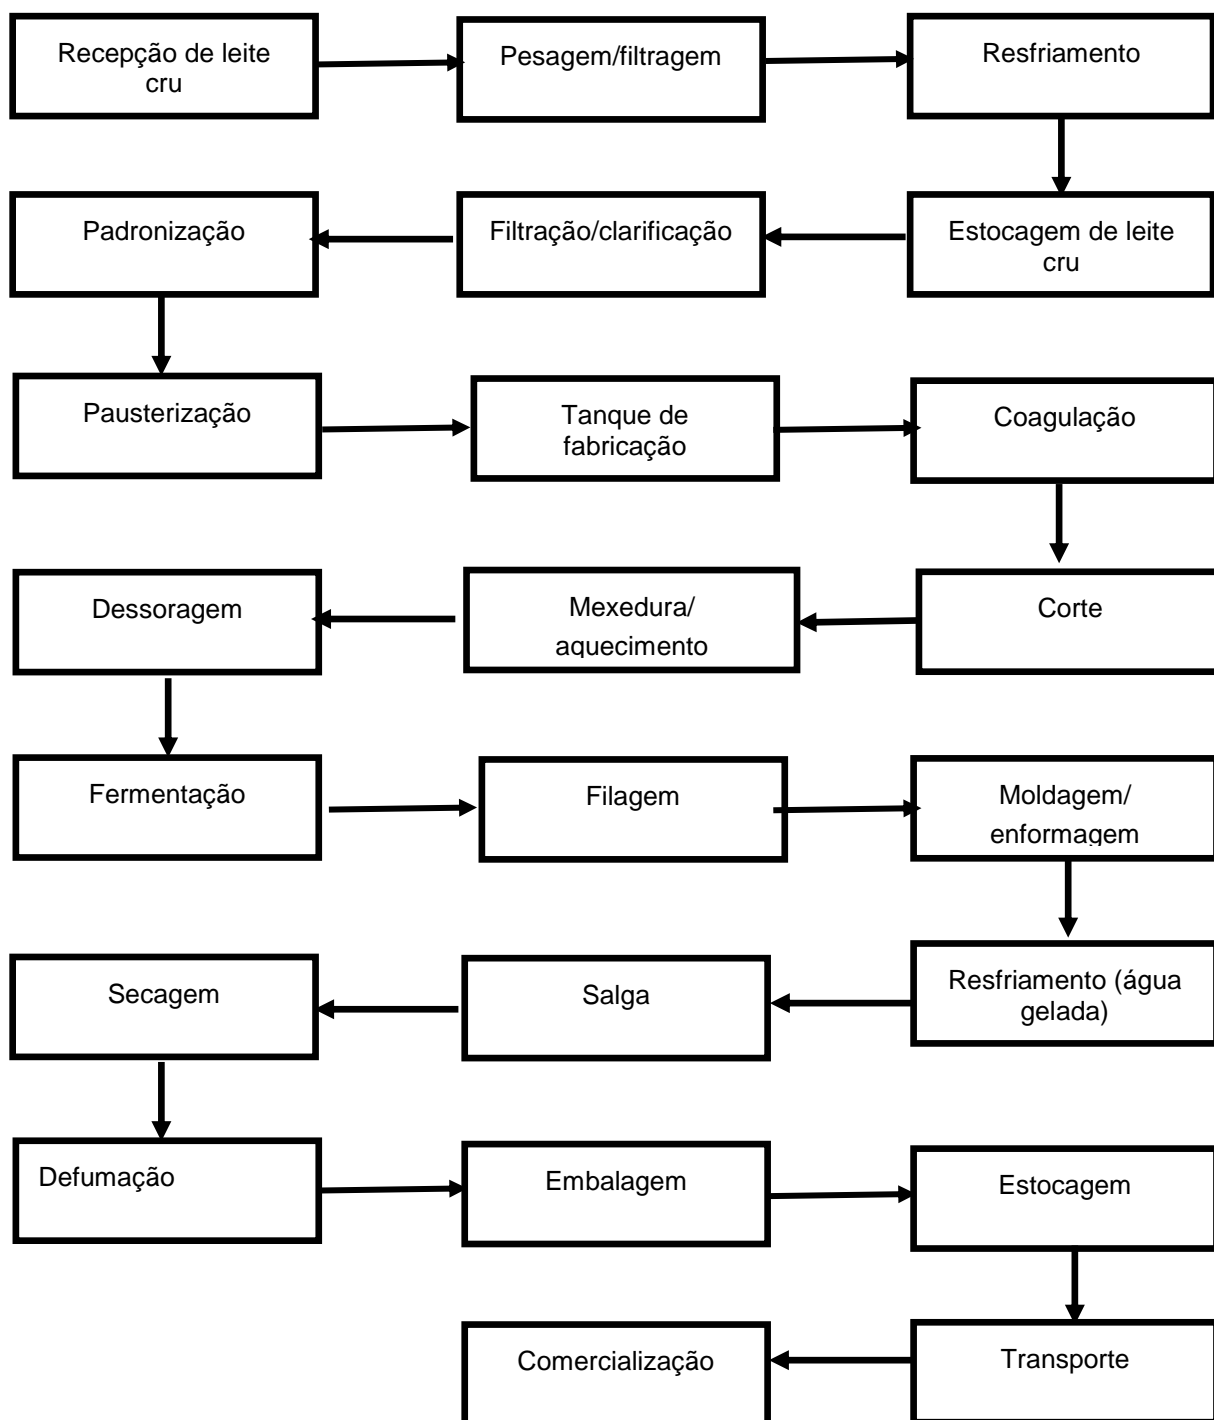 Recepção de leite
cru
Pesagem/filtragem
Resfriamento
Estocagem de leite
cru
Filtração/clarificação
Padronização
Pausterização
Tanque de
fabricação
Coagulação
Corte
Mexedura/
aquecimento
Dessoragem
Fermentação
Filagem
Moldagem/
enformagem
Resfriamento (água
gelada)
Salga
Secagem
Defumação
Embalagem
Estocagem
Transporte
Comercialização